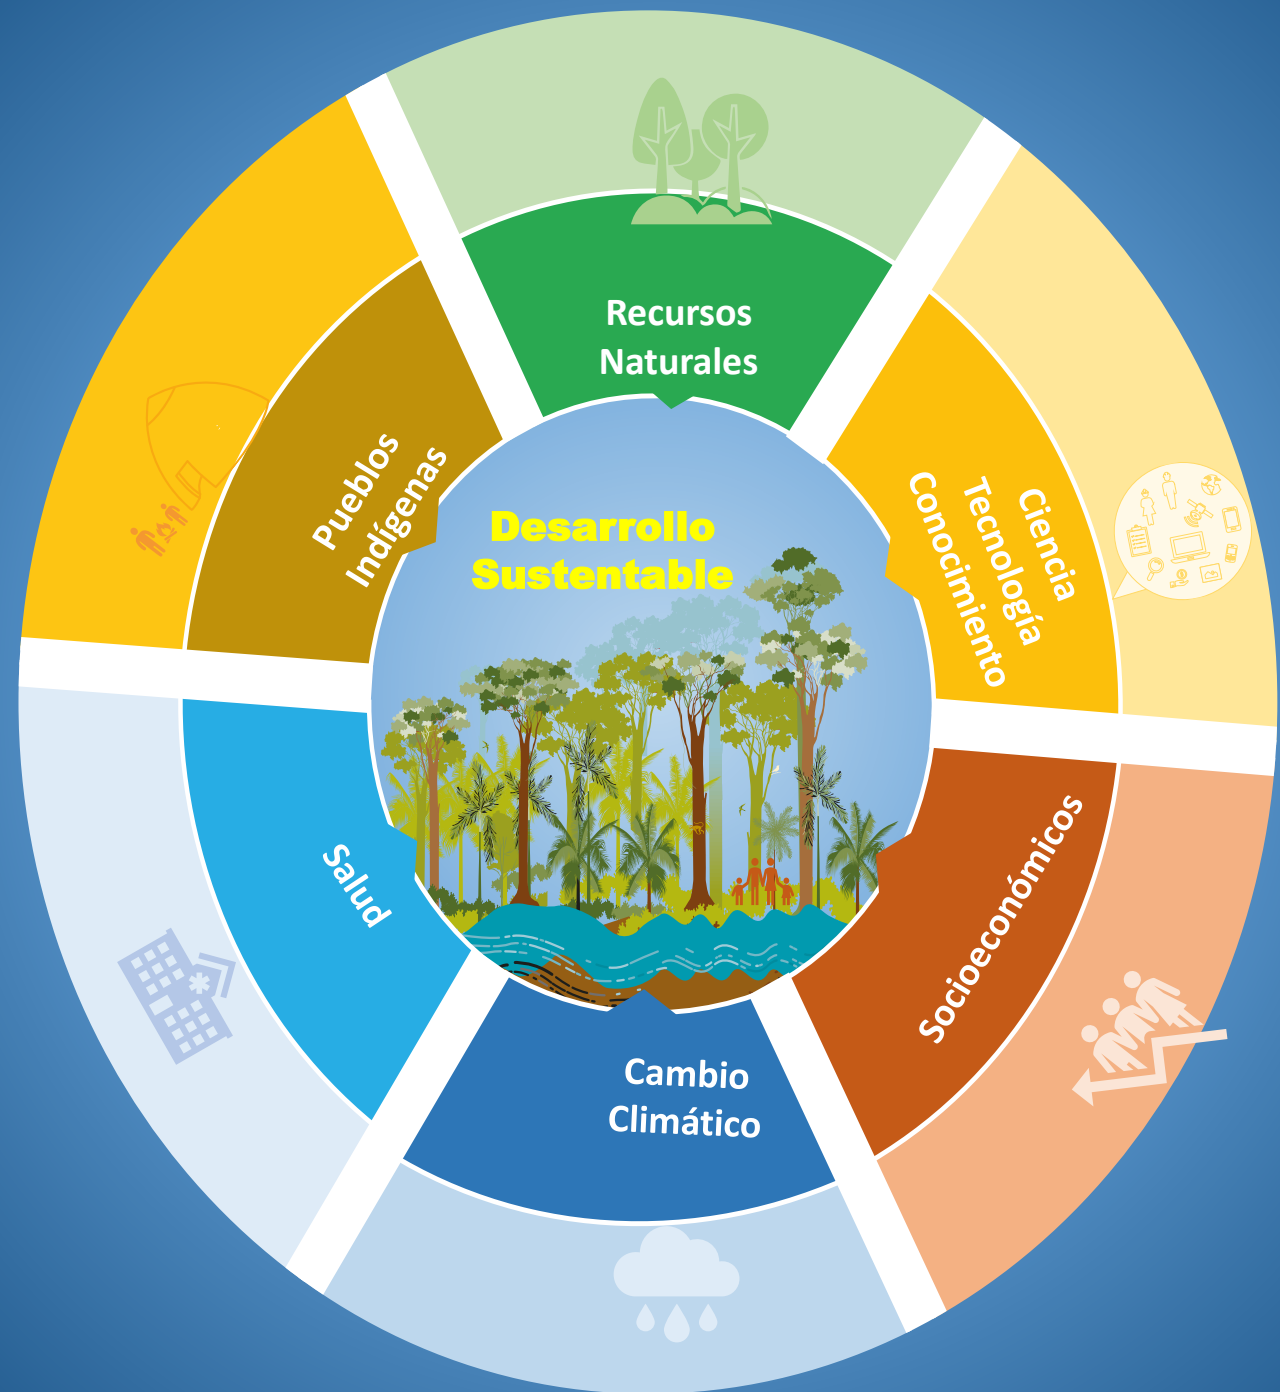 Recursos
Naturales
Ciencia
Tecnología
Conocimiento
Socioeconómicos
Cambio
Climático
Salud
Pueblos
Indígenas
Desarrollo
Sustentable